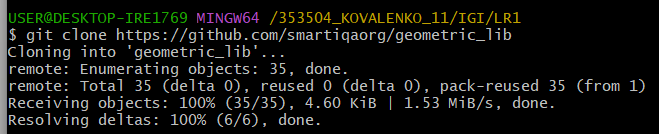 USER@DESKTOP-IRE1769 MINGW64 /353504_KOVALENKO_11/IGI/LR1
$ git clone https://github.com/smartiqaorg/geometric_lib
Cloning into 'geometric_lib'...
remote: Enumerating objects: 35, done.
remote: Total 35 (delta 0), reused 0 (delta 0), pack-reused 35 (from 1)
Receiving objects: 100% (35/35), 4.60 KiB | 1.53 MiB/s, done.
Resolving deltas: 100% (6/6), done.